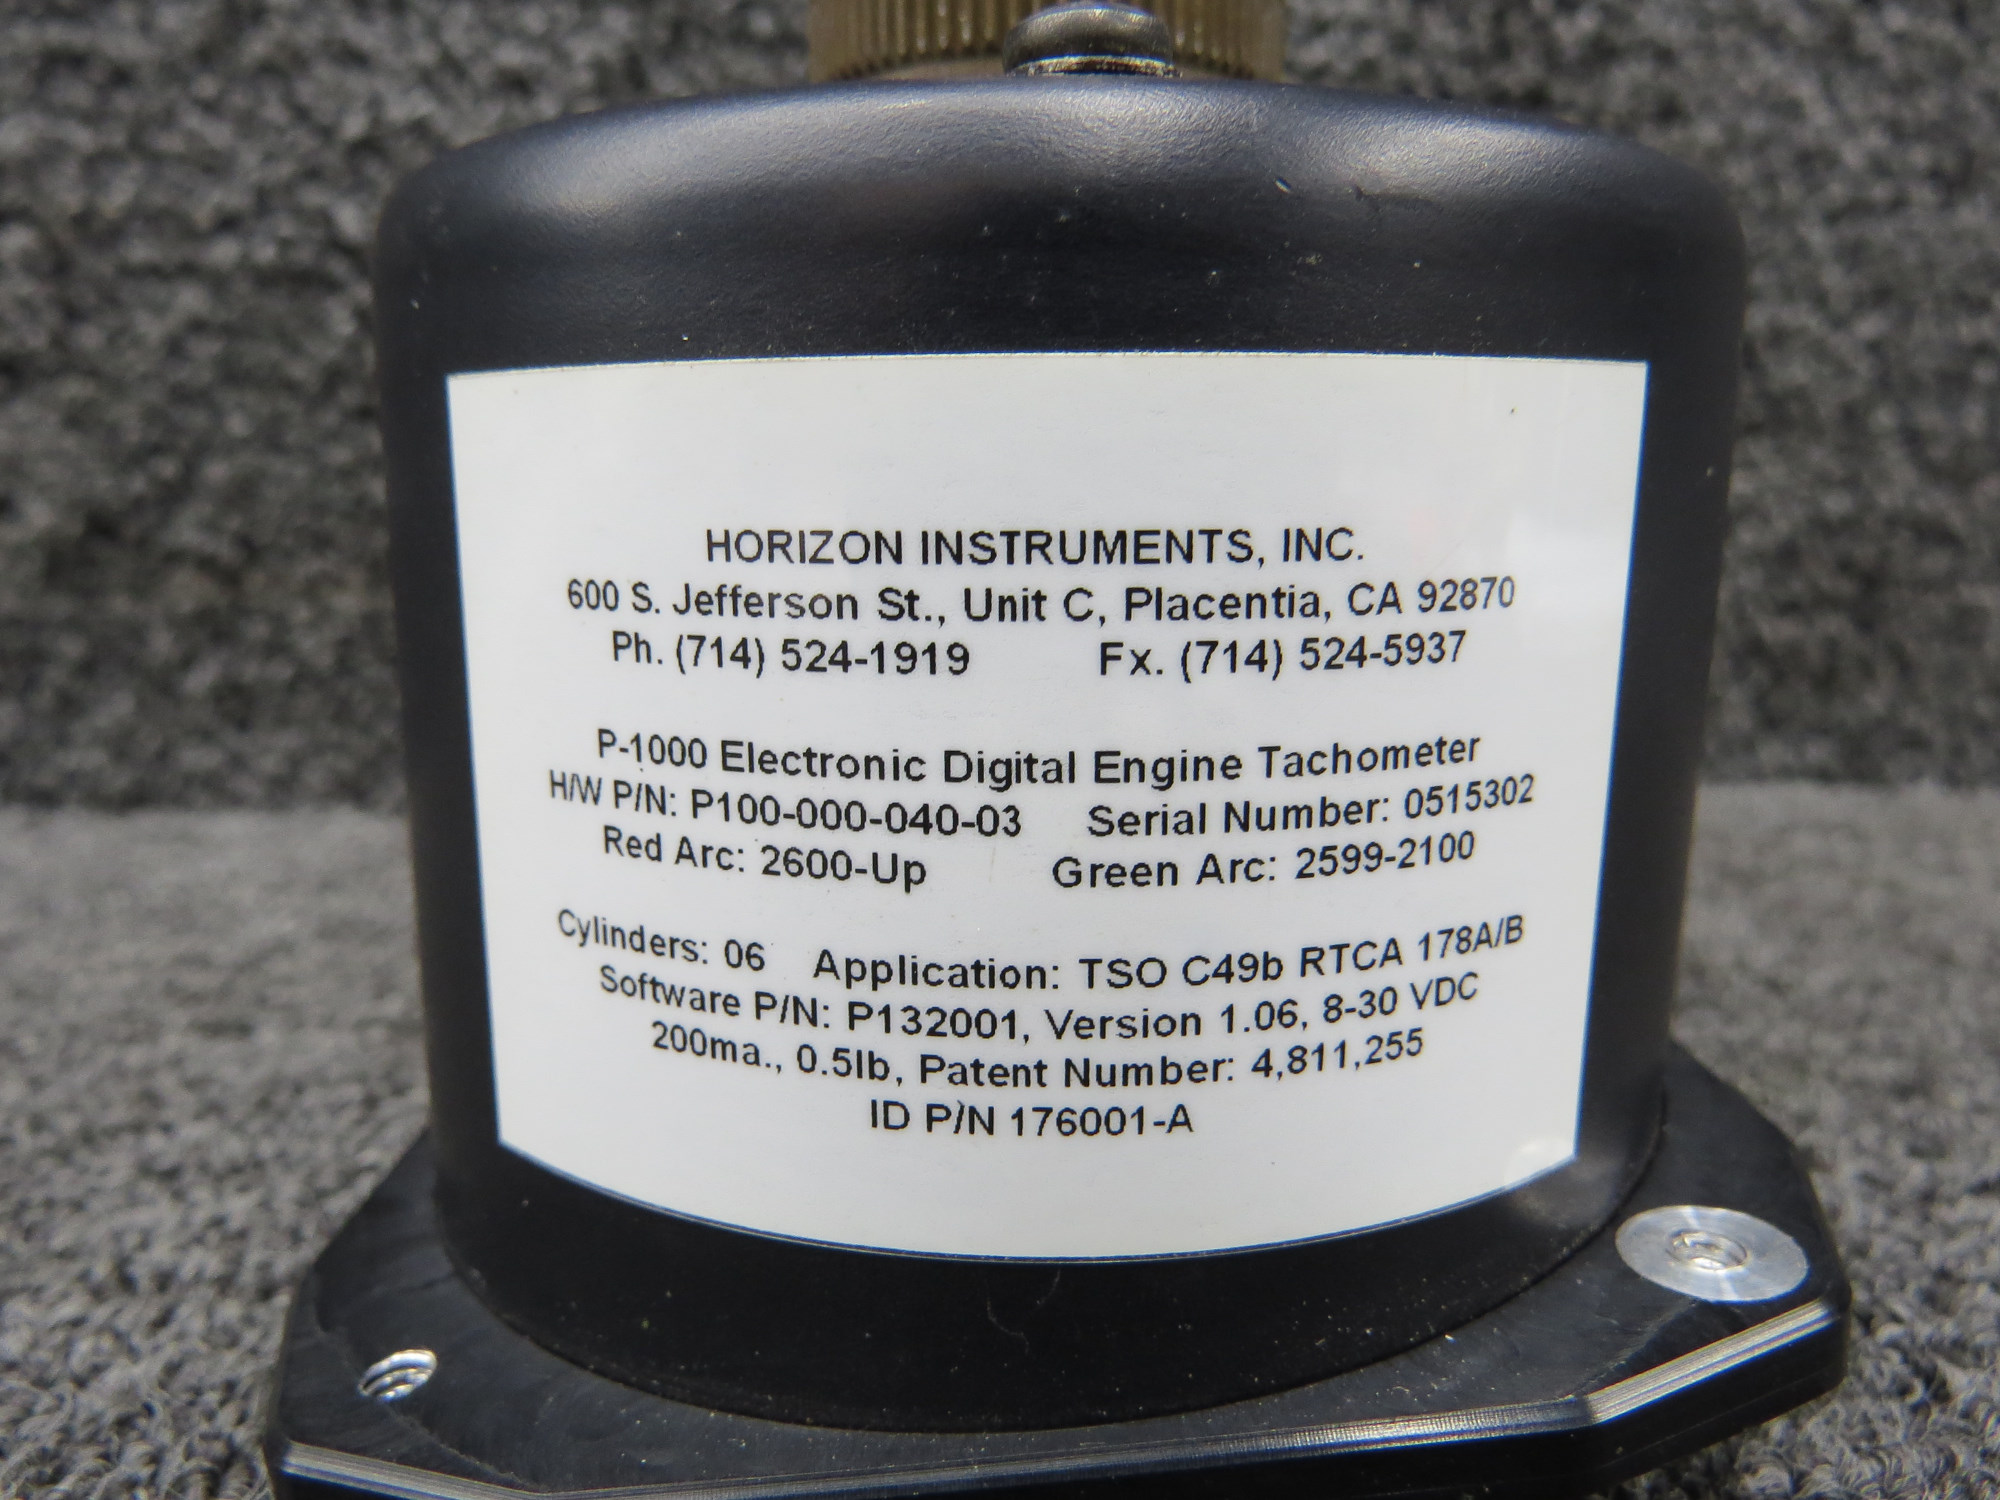 HORIZON INSTRUMENTS, INC.
600 S. Jefferson St., Unit C, Placentia, CA 92870
Ph. (714) 524-1919 Fx. (714) 524-5937
P-1000 Electronic Digital Engine Tachometer
H/W P/N: P100-000-040-03 Serial Number: 0515302
Red Arc: 2600-Up Green Arc: 2599-2100
Cylinders: 06 Application: TSO C49b RTCA 178A/B
Software P/N: P132001, Version 1.06, 8-30 VDC
200ma., 0.5lb, Patent Number: 4,811,255
ID P/N 176001-A